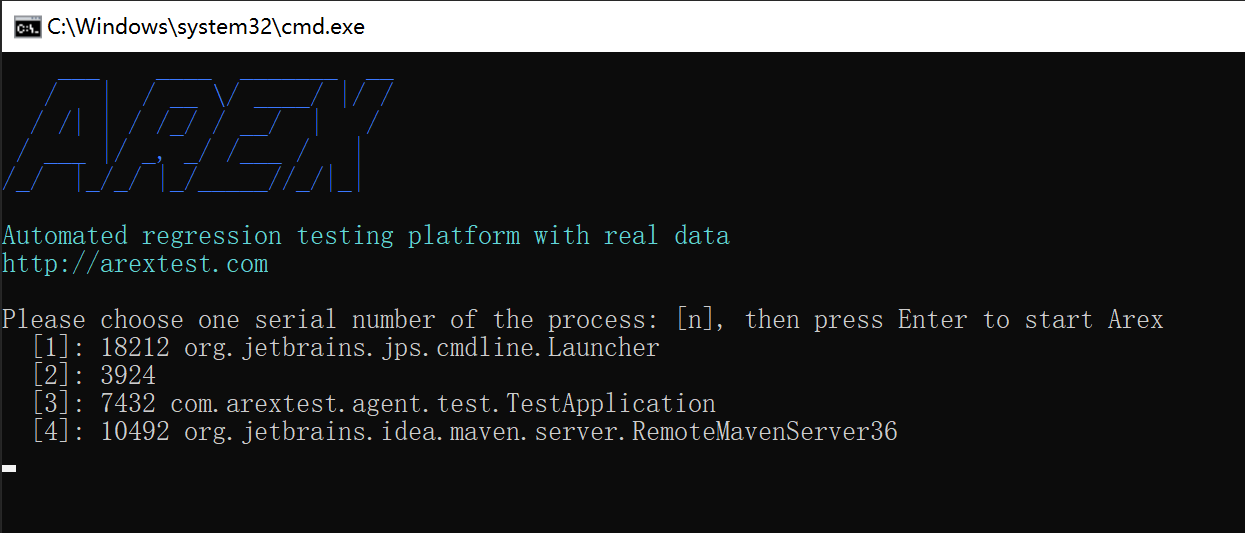 C:\Windows\system32\cmd.exe
AREX
Automated regression testing platform with real data
http://arextest.com
Please choose one serial number of the process: [n], then press Enter to start Arex
[1]: 18212 org.jetbrains.jps.cmdline.Launcher
[2]: 3924
[3]: 7432 com.arextest.agent.test.TestApplication
[4]: 10492 org.jetbrains.idea.maven.server.RemoteMavenServer36